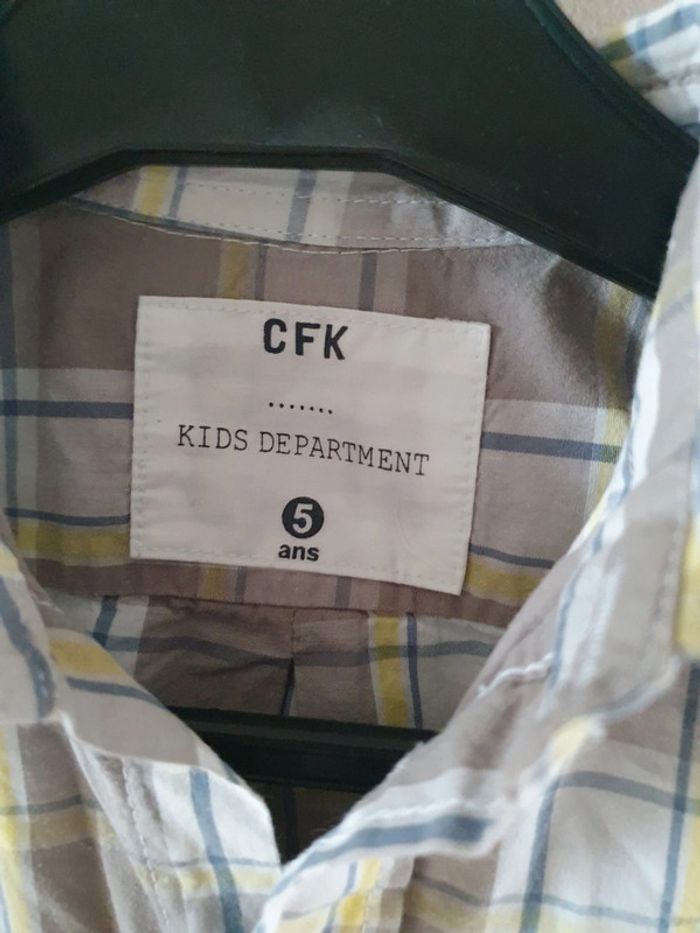 CFK
.......
KIDS DEPARTMENT
5
ans